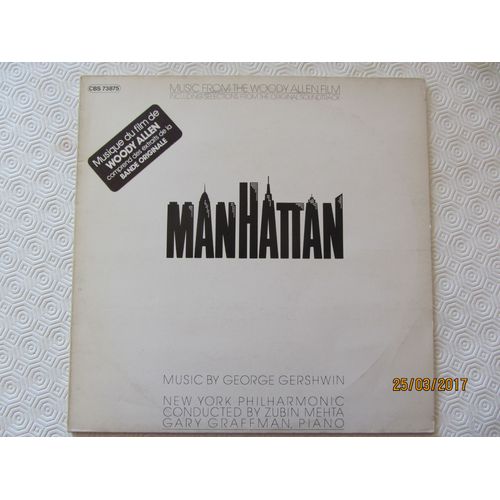 CBS 73875
MUSIC FROM THE WOODY ALLEN FILM
INCLUDING SELECTIONS FROM THE ORIGINAL SOUNDTRACK
Musique du film de
WOODY ALLEN
comprend des extraits de la
BANDE ORIGINALE
MANHATTAN
MUSIC BY GEORGE GERSHWIN
NEW YORK PHILHARMONIC
CONDUCTED BY ZUBIN MEHTA
GARY GRAFFMAN, PIANO
25/03/2017